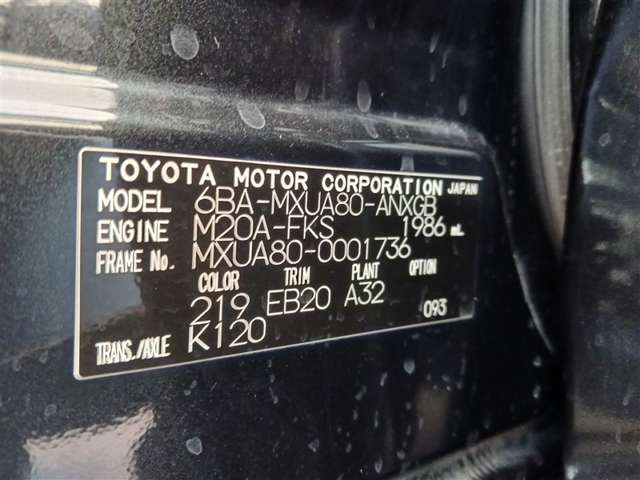 TOYOTA MOTOR CORPORATION JAPAN
MODEL 6BA-MXUA80-ANXGB
ENGINE M20A-FKS 1986 mL
FRAME No. MXUA80-0001736
COLOR TRIM PLANT OPTION
219 EB20 A32 093
TRANS./AXLE K120